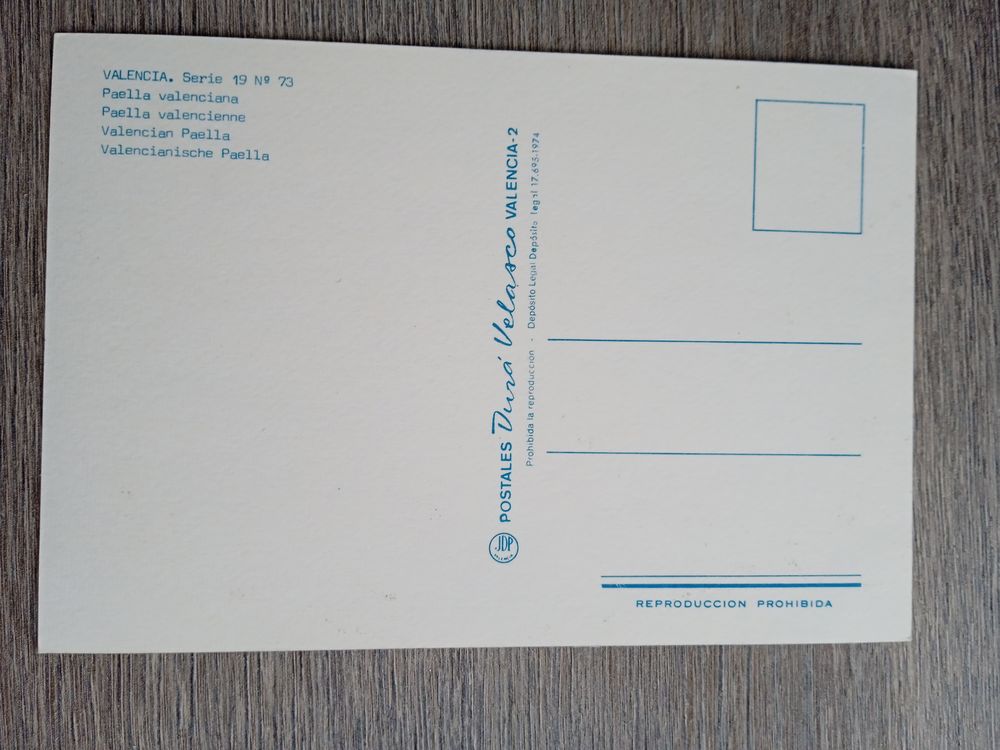 VALENCIA. Serie 19 Nº 73
Paella valenciana
Paella valencienne
Valencian Paella
Valencianische Paella
POSTALES Durá Velasco VALENCIA-2
Prohibida la reproducción - Depósito Legal Depósito legal 17.695-1974
JDP
VALENCIA
REPRODUCCION PROHIBIDA